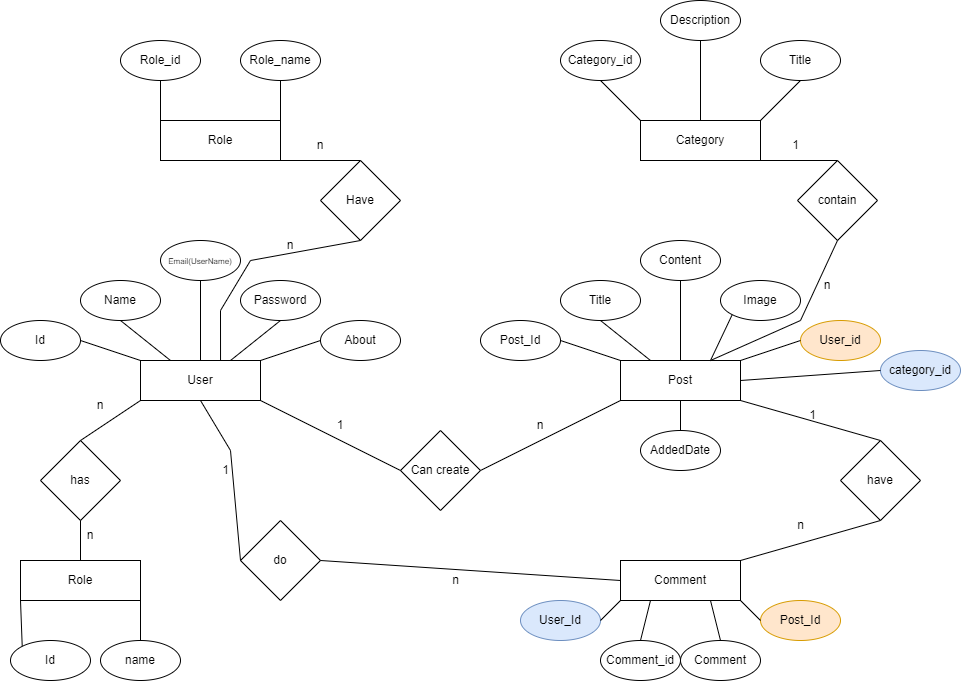 Description
Role_id
Role_name
Category_id
Title
Role
n
Category
1
Have
contain
n
Email(UserName)
Content
n
Name
Password
Title
Image
Id
About
Post_Id
User_id
category_id
User
Post
n
1
n
1
AddedDate
1
has
Can create
have
n
n
do
n
Role
Comment
User_Id
Post_Id
Id
name
Comment_id
Comment